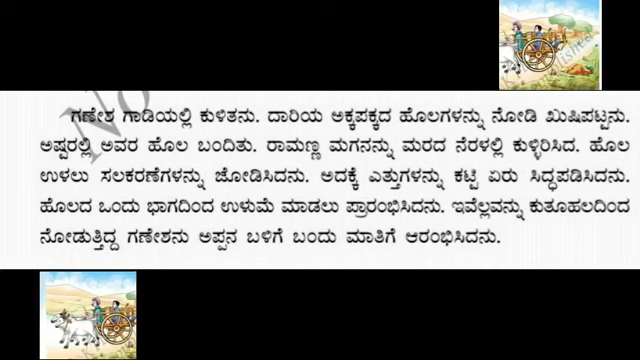 ಗಣೇಶ ಗಾಡಿಯಲ್ಲಿ ಕುಳಿತನು. ದಾರಿಯ ಅಕ್ಕಪಕ್ಕದ ಹೊಲಗಳನ್ನು ನೋಡಿ ಖುಷಿಪಟ್ಟನು.
ಅಷ್ಟರಲ್ಲಿ ಅವರ ಹೊಲ ಬಂದಿತು. ರಾಮಣ್ಣ ಮಗನನ್ನು ಮರದ ನೆರಳಲ್ಲಿ ಕುಳ್ಳಿರಿಸಿದ. ಹೊಲ
ಉಳಲು ಸಲಕರಣೆಗಳನ್ನು ಜೋಡಿಸಿದನು. ಅದಕ್ಕೆ ಎತ್ತುಗಳನ್ನು ಕಟ್ಟಿ ಏರು ಸಿದ್ಧಪಡಿಸಿದನು.
ಹೊಲದ ಒಂದು ಭಾಗದಿಂದ ಉಳುಮೆ ಮಾಡಲು ಪ್ರಾರಂಭಿಸಿದನು. ಇವೆಲ್ಲವನ್ನು ಕುತೂಹಲದಿಂದ
ನೋಡುತ್ತಿದ್ದ ಗಣೇಶನು ಅಪ್ಪನ ಬಳಿಗೆ ಬಂದು ಮಾತಿಗೆ ಆರಂಭಿಸಿದನು.